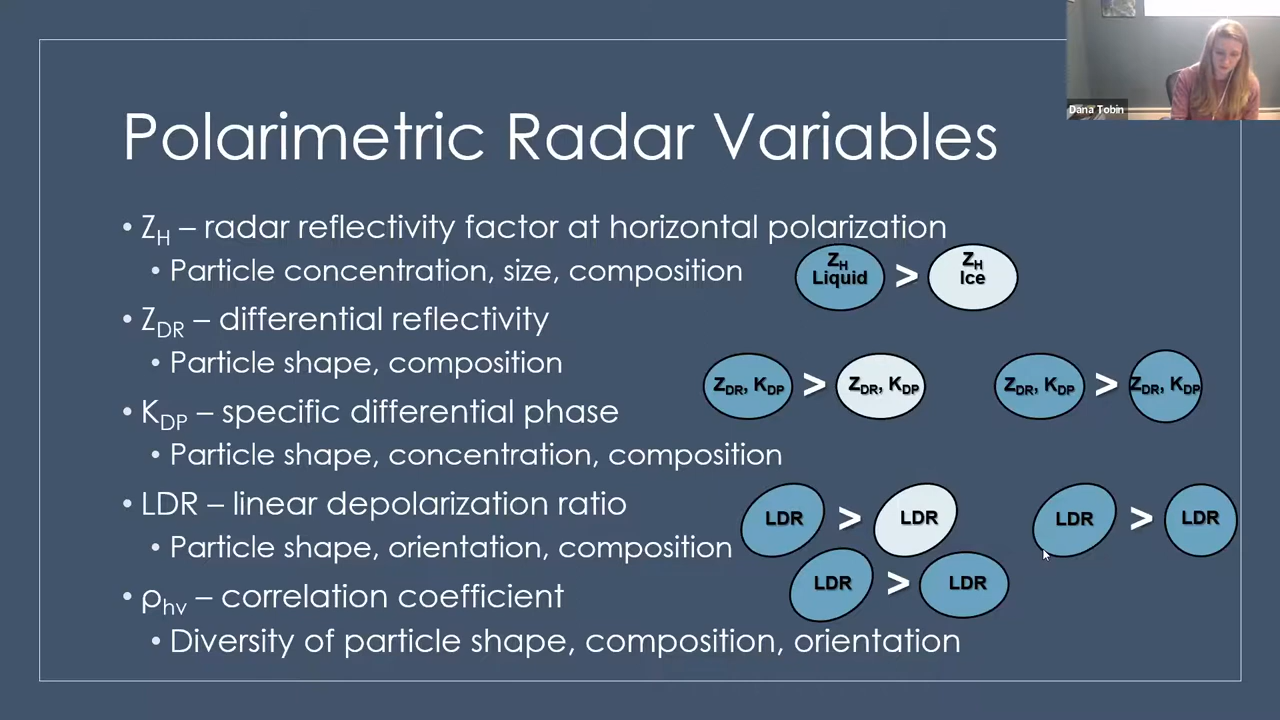 Dana Tobin
Polarimetric Radar Variables
• Z_H – radar reflectivity factor at horizontal polarization
• Particle concentration, size, composition
Z_H Liquid > Z_H Ice
• Z_DR – differential reflectivity
• Particle shape, composition
Z_DR, K_DP > Z_DR, K_DP
Z_DR, K_DP > Z_DR, K_DP
• K_DP – specific differential phase
• Particle shape, concentration, composition
• LDR – linear depolarization ratio
LDR > LDR
LDR > LDR
• Particle shape, orientation, composition
LDR > LDR
• ρ_hv – correlation coefficient
• Diversity of particle shape, composition, orientation